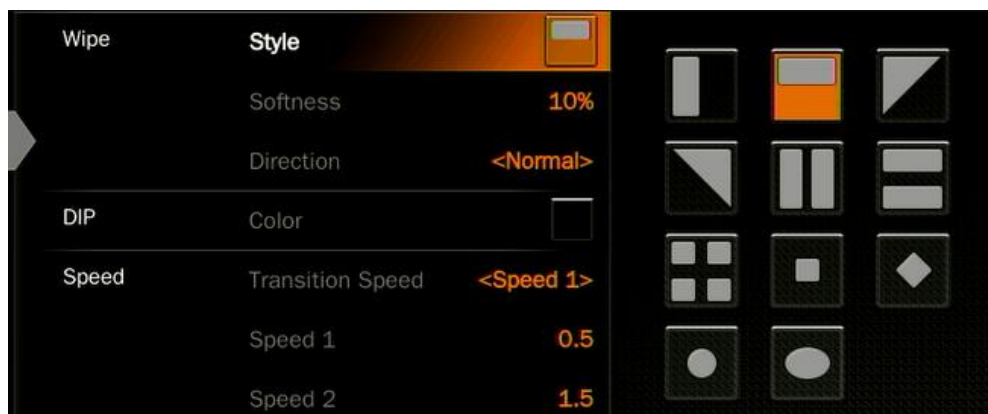 Wipe Style
Softness 10%
Direction <Normal>
DIP Color
Speed Transition Speed <Speed 1>
Speed 1 0.5
Speed 2 1.5